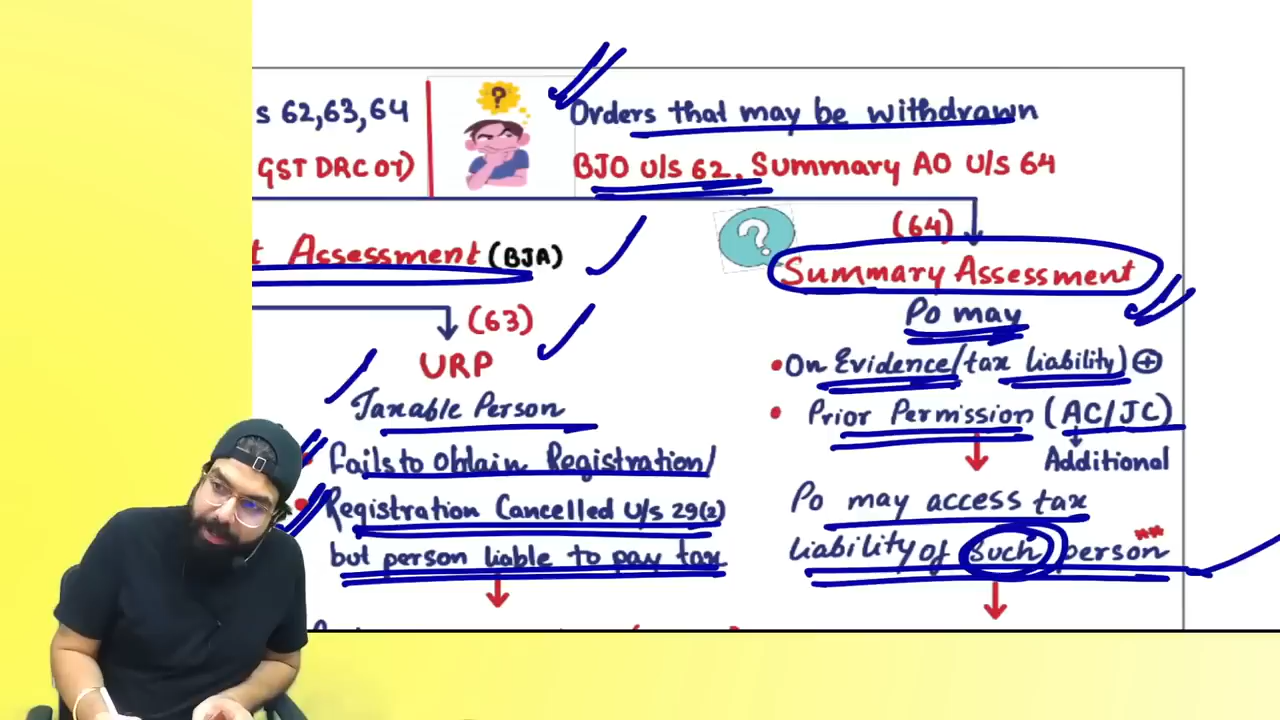 s 62,63,64
GST DRC 07)
?
Orders that may be withdrawn
BJO U/s 62, Summary AO U/s 64
t Assessment (BJA)
(63)
URP
Taxable Person
Fails to Obtain Registration/
Registration Cancelled U/s 29(2)
but person liable to pay tax
?
(64)
Summary Assessment
Po may
•On Evidence/tax liability) ⊕
• Prior Permission (AC/JC)
Additional
Po may access tax
liability of such person **